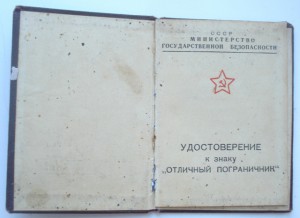 СССР
МИНИСТЕРСТВО
ГОСУДАРСТВЕННОЙ БЕЗОПАСНОСТИ
УДОСТОВЕРЕНИЕ
к знаку
„ОТЛИЧНЫЙ ПОГРАНИЧНИК"